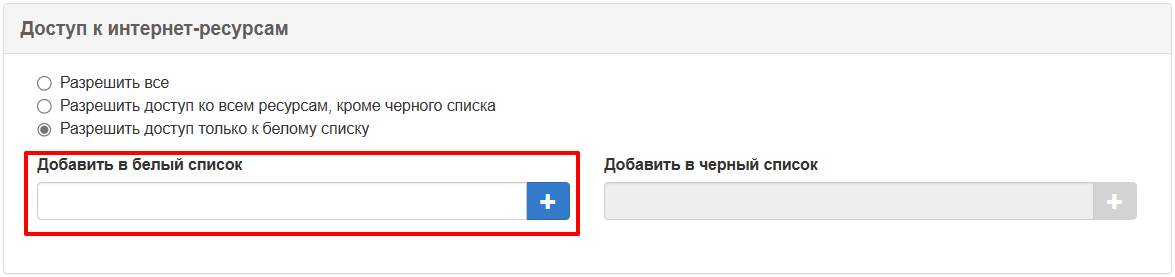 Доступ к интернет-ресурсам
Разрешить все
Разрешить доступ ко всем ресурсам, кроме черного списка
Разрешить доступ только к белому списку
Добавить в белый список
Добавить в черный список